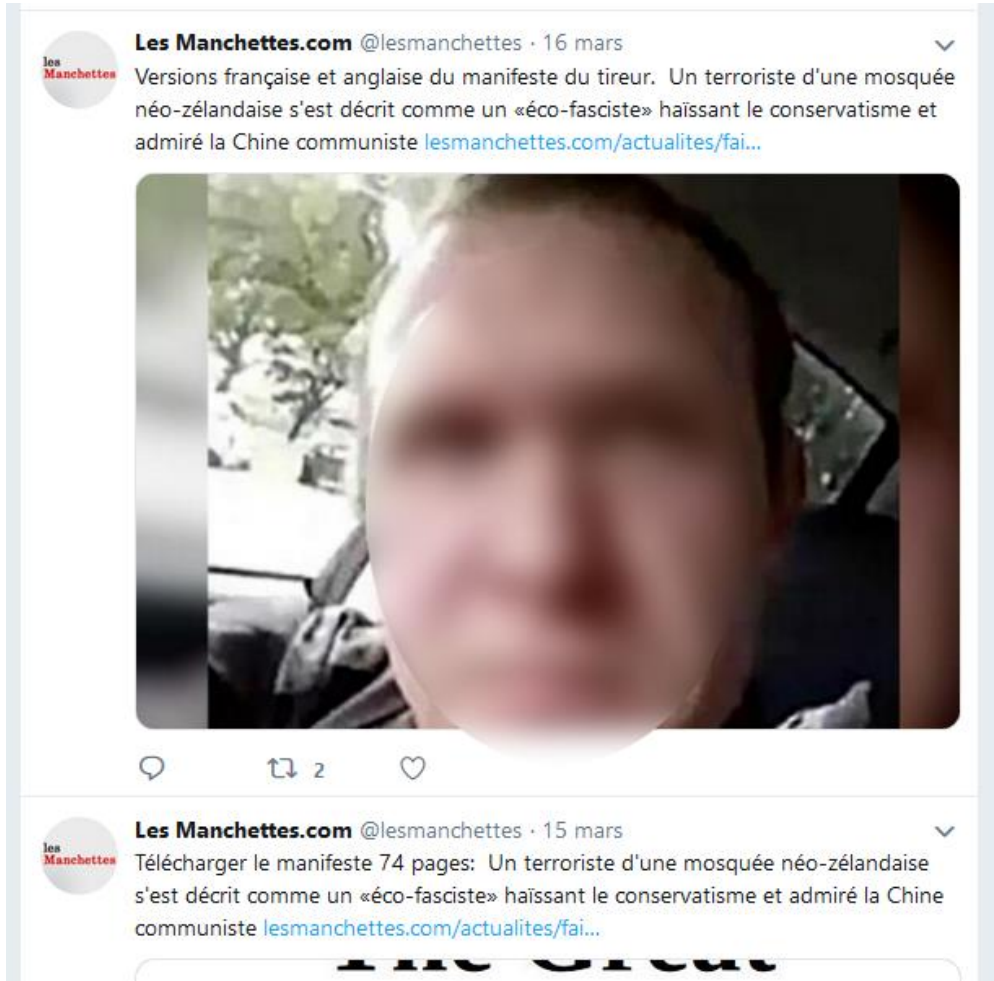 Les Manchettes.com @lesmanchettes · 16 mars
les
Manchettes
Versions française et anglaise du manifeste du tireur. Un terroriste d'une mosquée
néo-zélandaise s'est décrit comme un «éco-fasciste» haïssant le conservatisme et
admiré la Chine communiste lesmanchettes.com/actualites/fai...
2
Les Manchettes.com @lesmanchettes · 15 mars
les
Manchettes
Télécharger le manifeste 74 pages: Un terroriste d'une mosquée néo-zélandaise
s'est décrit comme un «éco-fasciste» haïssant le conservatisme et admiré la Chine
communiste lesmanchettes.com/actualites/fai...
The Great